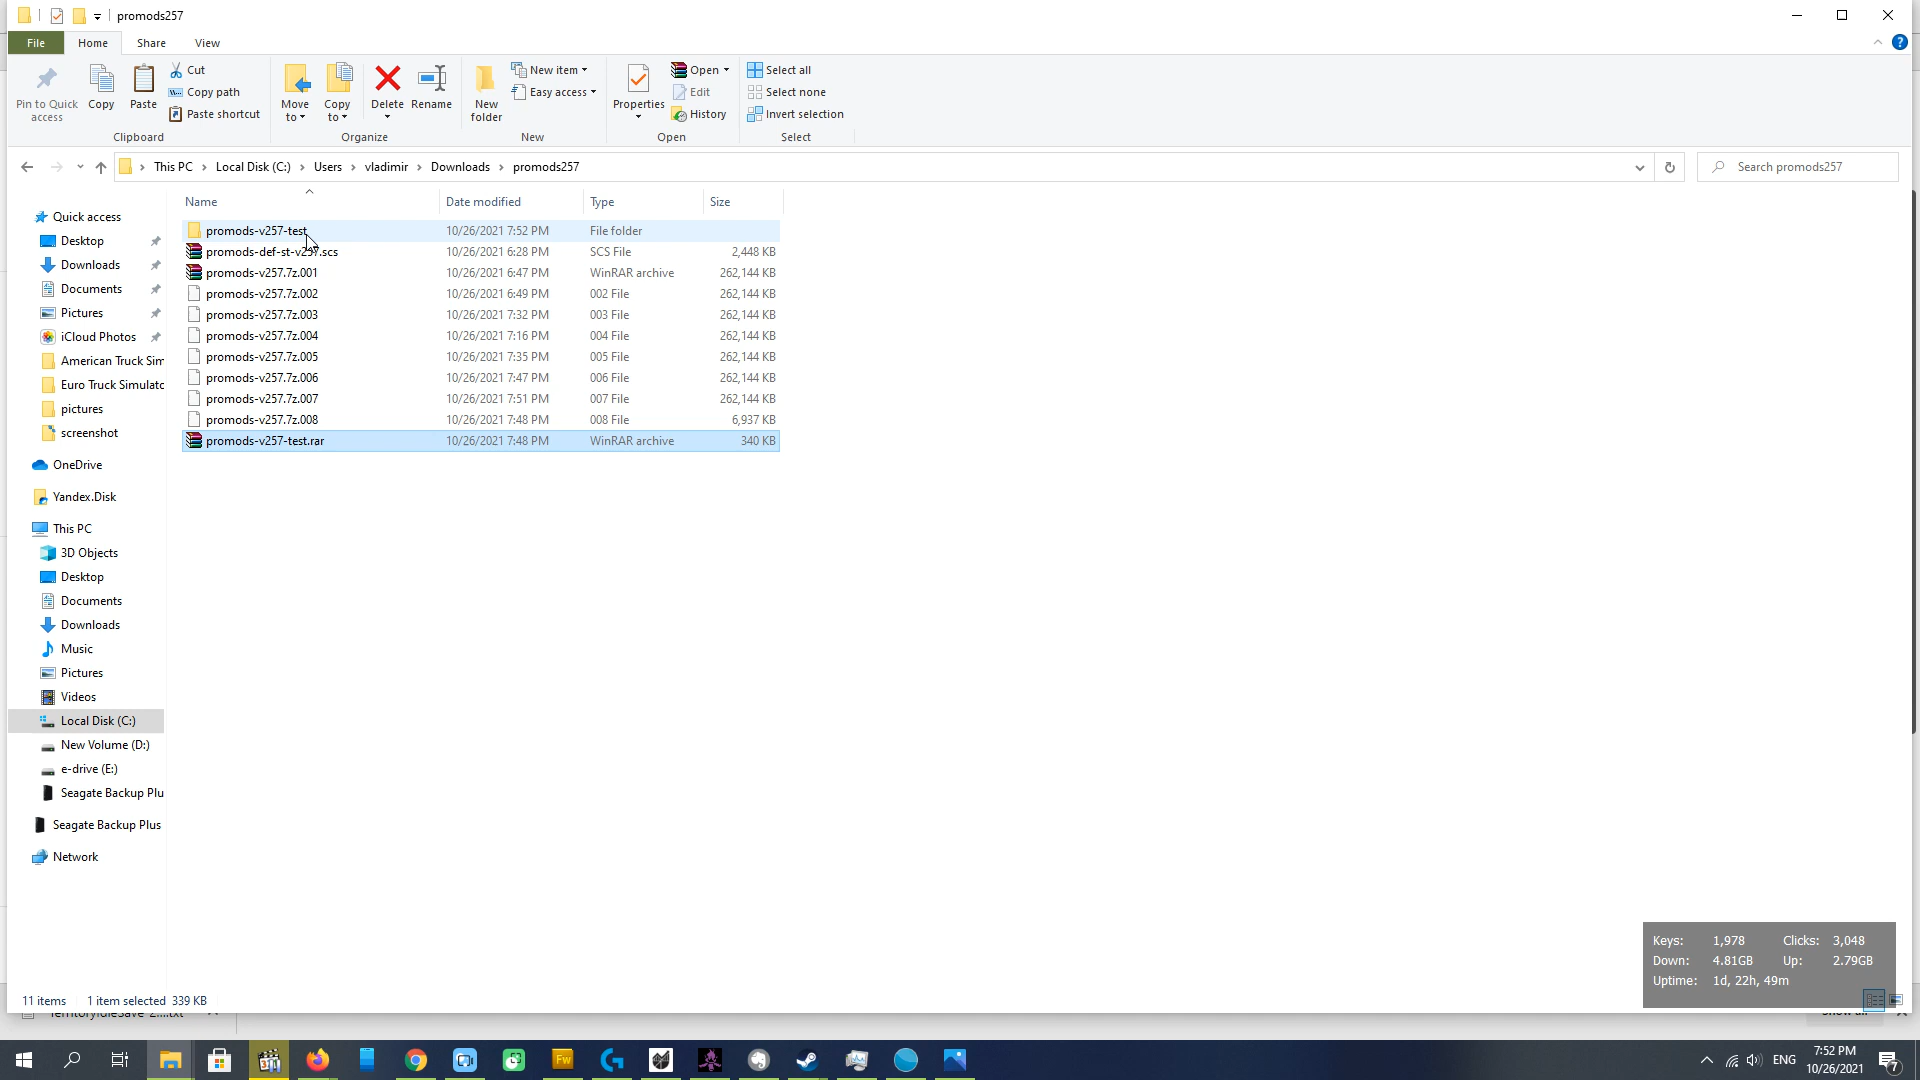 promods257
File Home Share View
Pin to Quick access
Copy
Paste
Cut
Copy path
Paste shortcut
Clipboard
Move to
Copy to
Delete
Rename
Organize
New folder
New item
Easy access
New
Properties
Open
Edit
History
Open
Select all
Select none
Invert selection
Select
This PC > Local Disk (C:) > Users > vladimir > Downloads > promods257
Search promods257
Name Date modified Type Size
promods-v257-test 10/26/2021 7:52 PM File folder
promods-def-st-v257.scs 10/26/2021 6:28 PM SCS File 2,448 KB
promods-v257.7z.001 10/26/2021 6:47 PM WinRAR archive 262,144 KB
promods-v257.7z.002 10/26/2021 6:49 PM 002 File 262,144 KB
promods-v257.7z.003 10/26/2021 7:32 PM 003 File 262,144 KB
promods-v257.7z.004 10/26/2021 7:16 PM 004 File 262,144 KB
promods-v257.7z.005 10/26/2021 7:35 PM 005 File 262,144 KB
promods-v257.7z.006 10/26/2021 7:47 PM 006 File 262,144 KB
promods-v257.7z.007 10/26/2021 7:51 PM 007 File 262,144 KB
promods-v257.7z.008 10/26/2021 7:48 PM 008 File 6,937 KB
promods-v257-test.rar 10/26/2021 7:48 PM WinRAR archive 340 KB
Quick access
Desktop
Downloads
Documents
Pictures
iCloud Photos
American Truck Sim
Euro Truck Simulato
pictures
screenshot
OneDrive
Yandex.Disk
This PC
3D Objects
Desktop
Documents
Downloads
Music
Pictures
Videos
Local Disk (C:)
New Volume (D:)
e-drive (E:)
Seagate Backup Plu
Seagate Backup Plus
Network
Keys: 1,978 Clicks: 3,048
Down: 4.81GB Up: 2.79GB
Uptime: 1d, 22h, 49m
11 items 1 item selected 339 KB
Fw
ENG
7:52 PM
10/26/2021
7